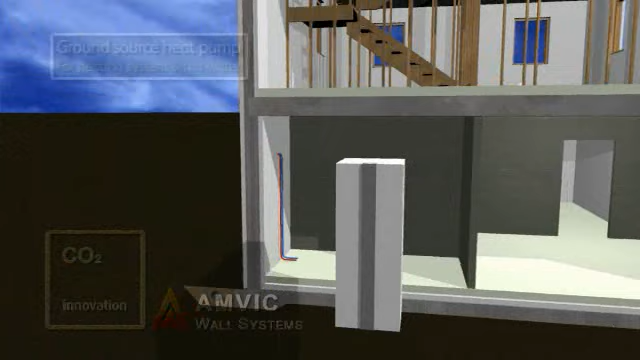 Ground source heat pump
CO₂
innovation
AMVIC
WALL SYSTEMS